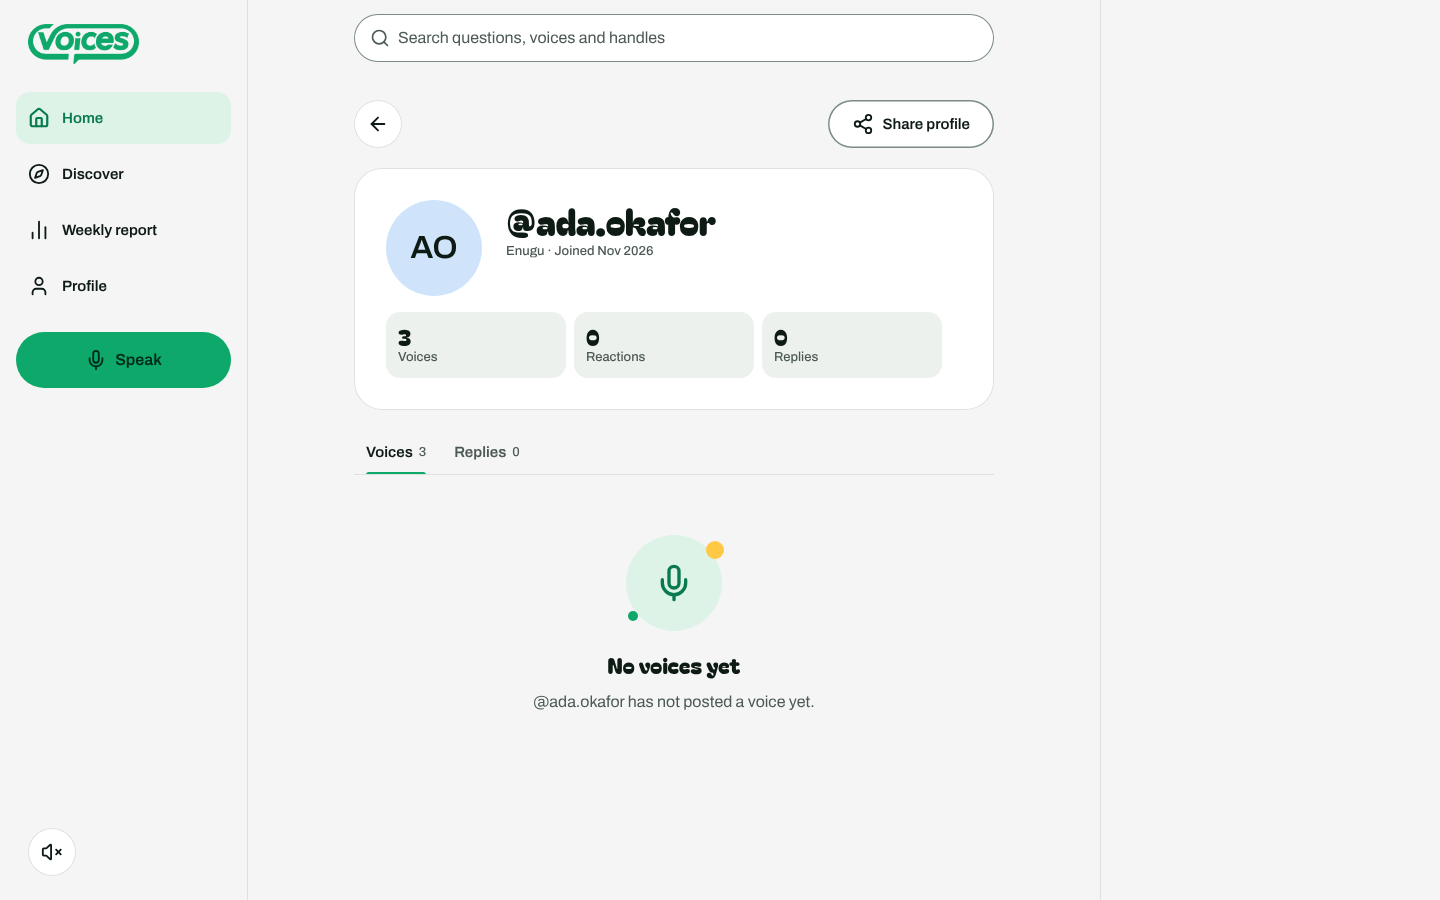 Voices
Search questions, voices and handles
Home
Discover
Weekly report
Profile
Speak
Share profile
AO
@ada.okafor
Enugu · Joined Nov 2026
3
Voices
0
Reactions
0
Replies
Voices 3
Replies 0
No voices yet
@ada.okafor has not posted a voice yet.